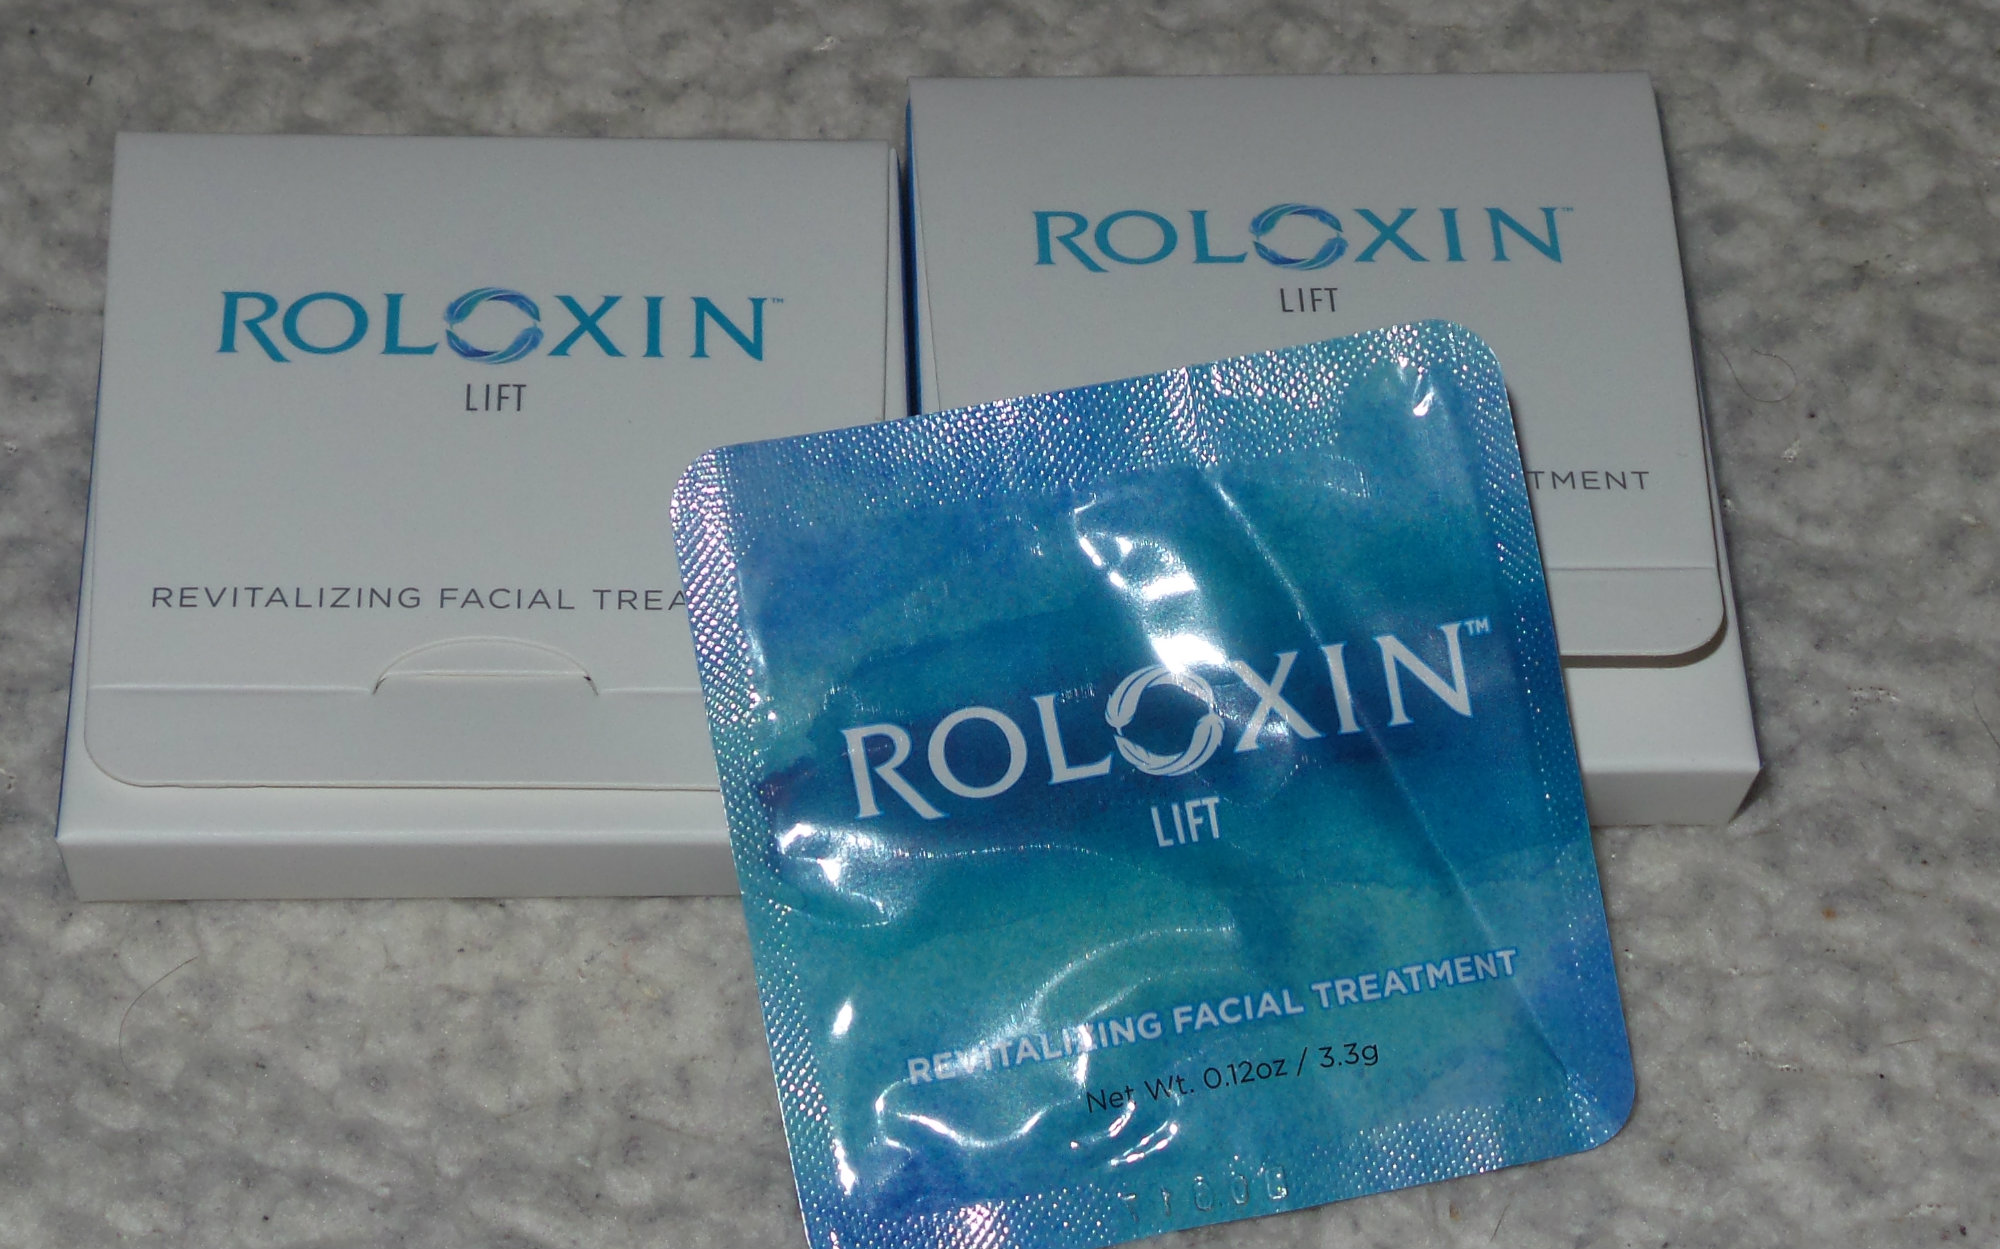 ROLOXIN™
LIFT
REVITALIZING FACIAL TREA
ROLOXIN™
LIFT
TMENT
ROLOXIN™
LIFT
REVITALIZING FACIAL TREATMENT
Net Wt. 0.12oz / 3.3g